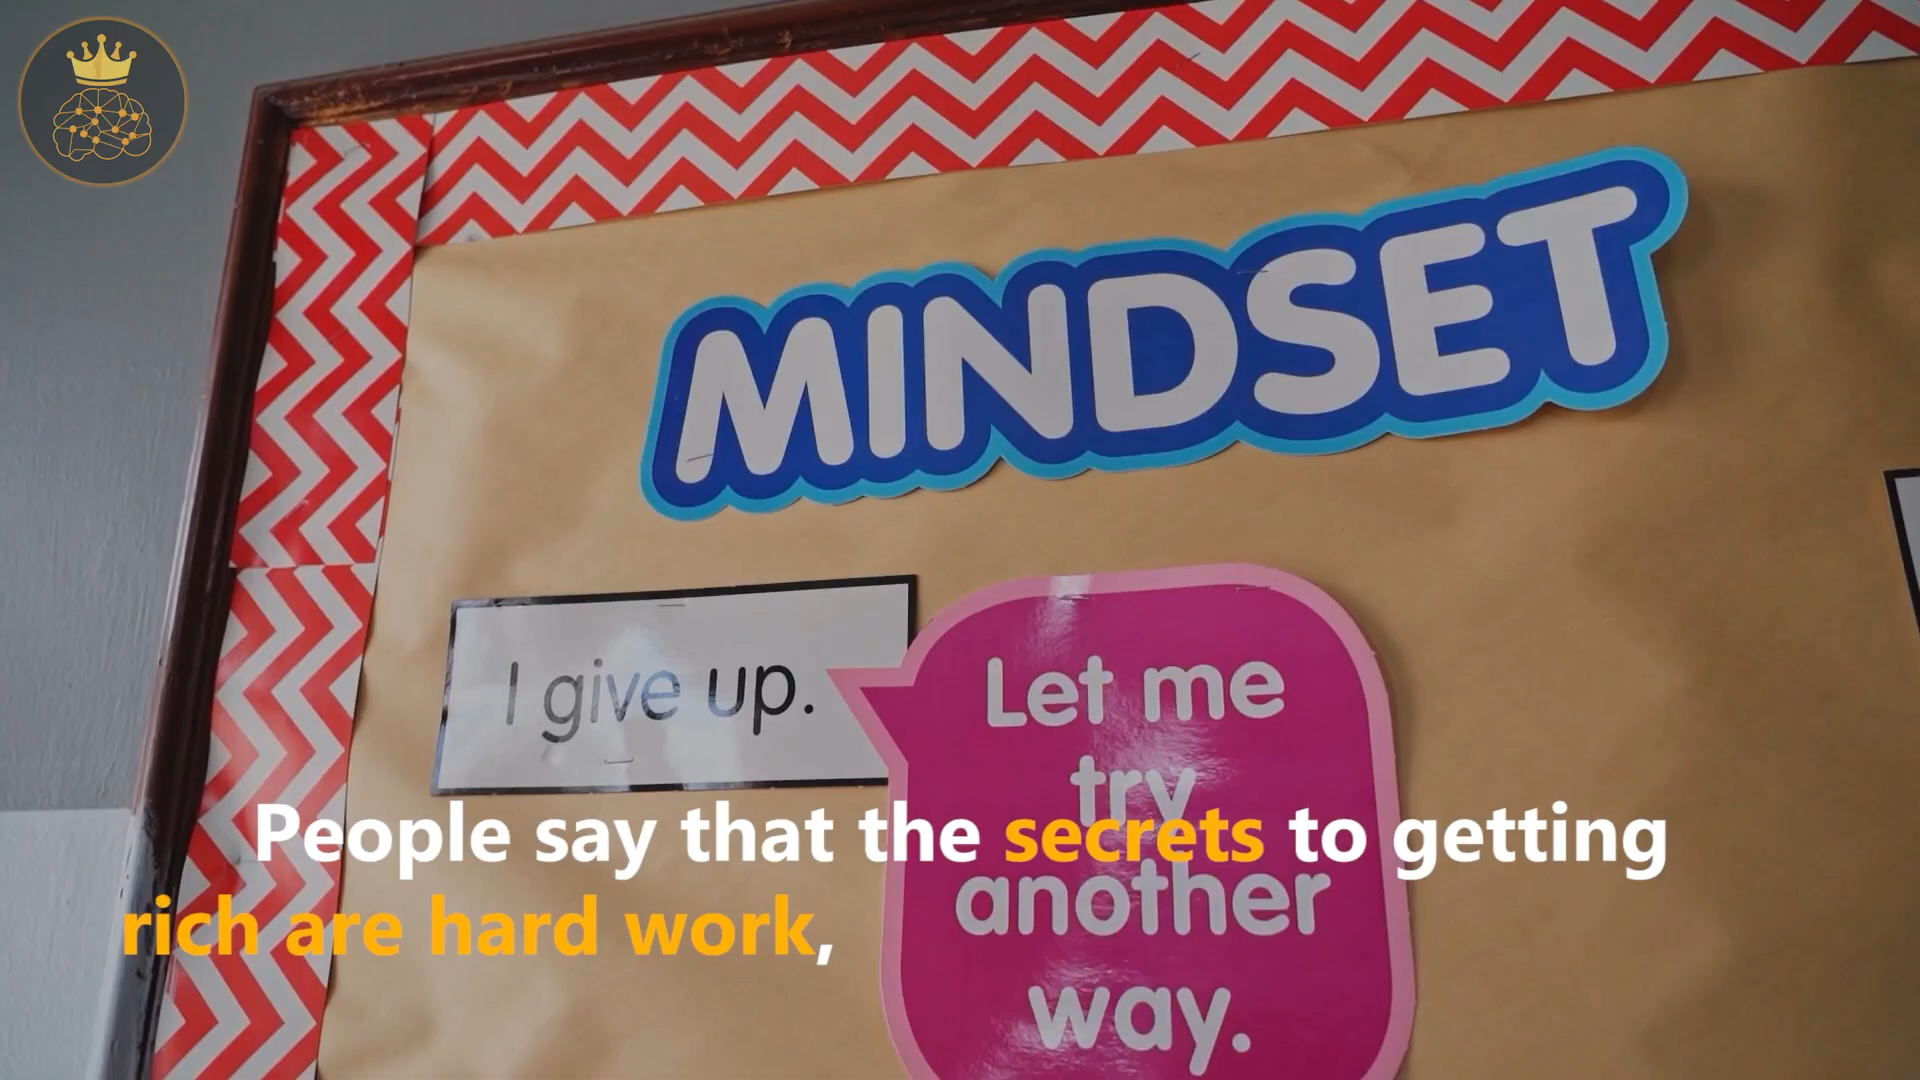 MINDSET
I give up.
Let me
try
another
way.
People say that the secrets to getting
rich are hard work,